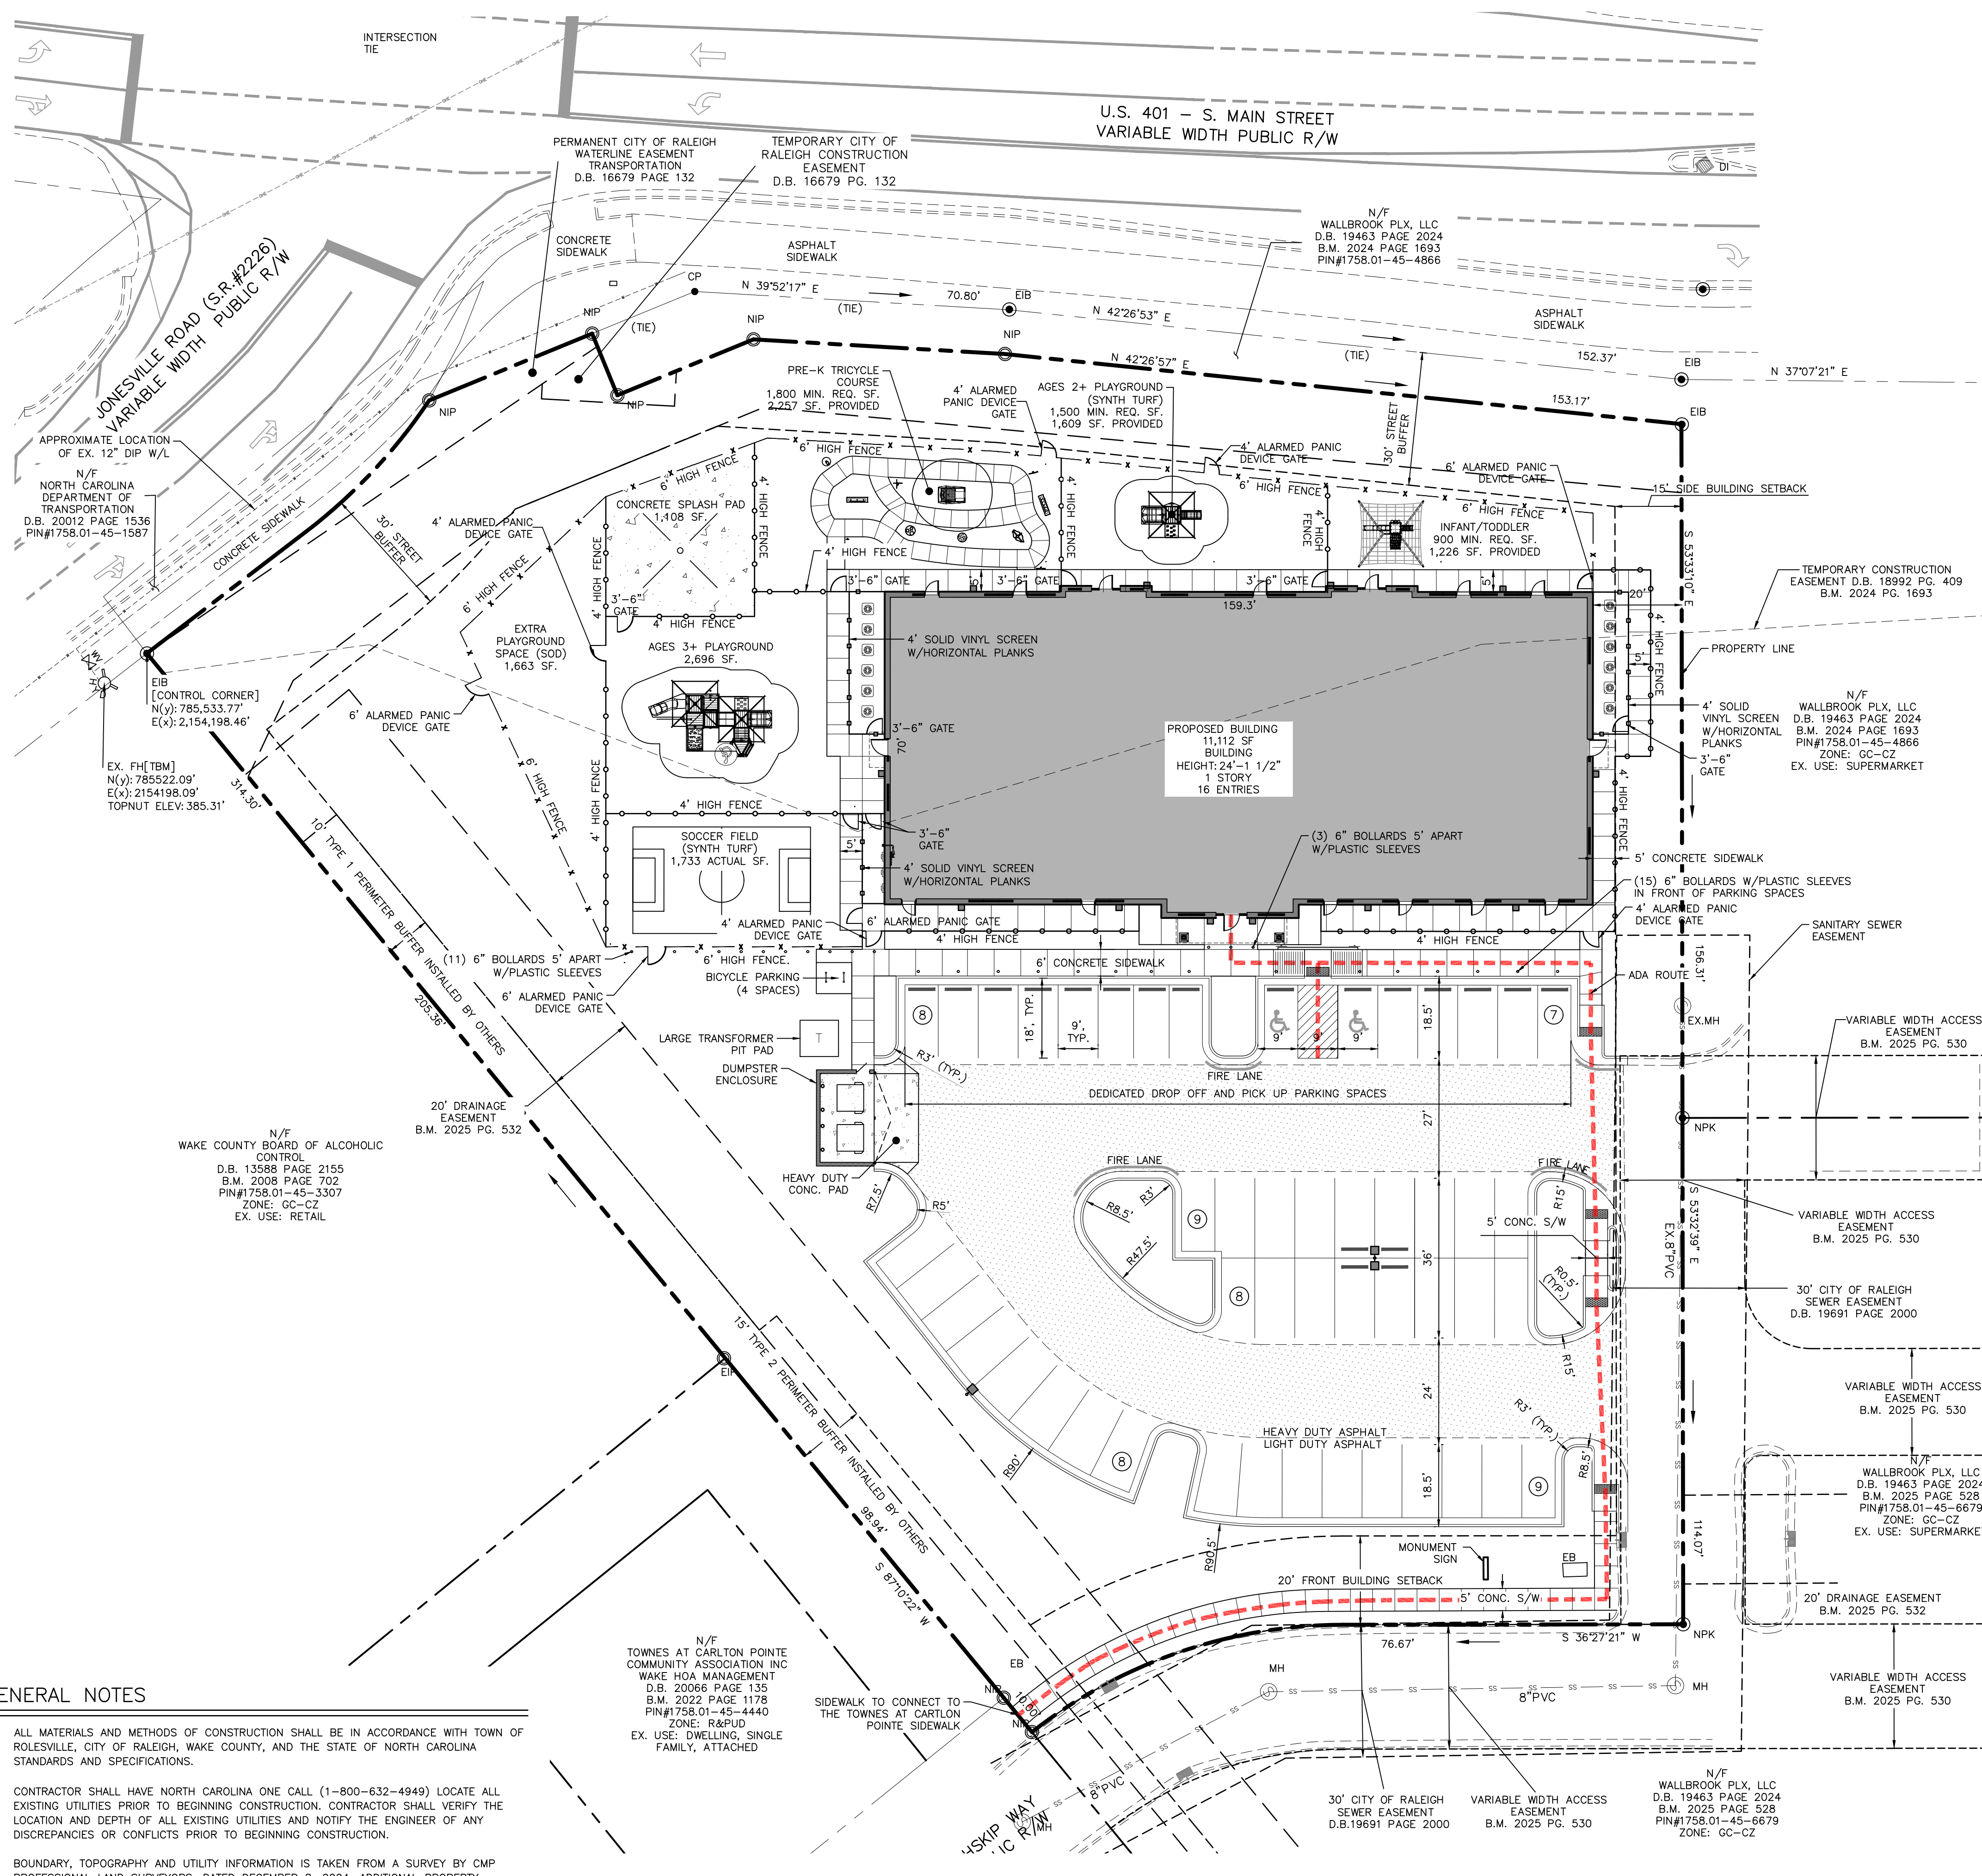 INTERSECTION
TIE
U.S. 401 – S. MAIN STREET
VARIABLE WIDTH PUBLIC R/W
DI
PERMANENT CITY OF RALEIGH
WATERLINE EASEMENT
TRANSPORTATION
D.B. 16679 PAGE 132
TEMPORARY CITY OF
RALEIGH CONSTRUCTION
EASEMENT
D.B. 16679 PG. 132
N/F
WALLBROOK PLX, LLC
D.B. 19463 PAGE 2024
B.M. 2024 PAGE 1693
PIN#1758.01-45-4866
CONCRETE
SIDEWALK
ASPHALT
SIDEWALK
JONESVILLE ROAD (S.R.#2226)
VARIABLE WIDTH PUBLIC R/W
CP
N 39°52'17" E
70.80'
EIB
(TIE)
N 42°26'53" E
(TIE)
152.37'
ASPHALT
SIDEWALK
EIB
N 37°07'21" E
NIP
(TIE)
NIP
NIP
NIP
NIP
N 42°26'57" E
153.17'
EIB
APPROXIMATE LOCATION
OF EX. 12" DIP W/L
N/F
NORTH CAROLINA
DEPARTMENT OF
TRANSPORTATION
D.B. 20012 PAGE 1536
PIN#1758.01-45-1587
CONCRETE SIDEWALK
30' STREET
BUFFER
PRE-K TRICYCLE
COURSE
1,800 MIN. REQ. SF.
2,257 SF. PROVIDED
4' ALARMED
PANIC DEVICE
GATE
AGES 2+ PLAYGROUND
(SYNTH TURF)
1,500 MIN. REQ. SF.
1,609 SF. PROVIDED
30' STREET
BUFFER
4' ALARMED PANIC
DEVICE GATE
6' ALARMED PANIC
DEVICE GATE
15' SIDE BUILDING SETBACK
6' HIGH FENCE
6' HIGH FENCE
6' HIGH FENCE
6' HIGH FENCE
4' HIGH FENCE
4' HIGH FENCE
4' HIGH
FENCE
CONCRETE SPLASH PAD
1,108 SF.
INFANT/TODDLER
900 MIN. REQ. SF.
1,226 SF. PROVIDED
4' ALARMED PANIC
DEVICE GATE
4' HIGH FENCE
4' HIGH FENCE
6' HIGH FENCE
3'-6" GATE
5'
3'-6" GATE
3'-6" GATE
5'
3'-6"
GATE
4' HIGH FENCE
159.3'
20'
S 53°33'10" E
TEMPORARY CONSTRUCTION
EASEMENT D.B. 18992 PG. 409
B.M. 2024 PG. 1693
PROPERTY LINE
EXTRA
PLAYGROUND
SPACE (SOD)
1,663 SF.
AGES 3+ PLAYGROUND
2,696 SF.
4' SOLID VINYL SCREEN
W/HORIZONTAL PLANKS
4' HIGH FENCE
5'
WV
HYD
EIB
[CONTROL CORNER]
N(y): 785,533.77'
E(x): 2,154,198.46'
6' ALARMED PANIC
DEVICE GATE
3'-6" GATE
70'
PROPOSED BUILDING
11,112 SF
BUILDING
HEIGHT: 24'-1 1/2"
1 STORY
16 ENTRIES
4' SOLID
VINYL SCREEN
W/HORIZONTAL
PLANKS
3'-6"
GATE
N/F
WALLBROOK PLX, LLC
D.B. 19463 PAGE 2024
B.M. 2024 PAGE 1693
PIN#1758.01-45-4866
ZONE: GC-CZ
EX. USE: SUPERMARKET
EX. FH[TBM]
N(y): 785522.09'
E(x): 2154198.09'
TOPNUT ELEV: 385.31'
314.30'
6' HIGH FENCE
4' HIGH FENCE
4' HIGH FENCE
4' HIGH FENCE
10' TYPE 1 PERIMETER BUFFER INSTALLED BY OTHERS
SOCCER FIELD
(SYNTH TURF)
1,733 ACTUAL SF.
5'
3'-6"
GATE
4' SOLID VINYL SCREEN
W/HORIZONTAL PLANKS
(3) 6" BOLLARDS 5' APART
W/PLASTIC SLEEVES
5' CONCRETE SIDEWALK
(15) 6" BOLLARDS W/PLASTIC SLEEVES
IN FRONT OF PARKING SPACES
4' ALARMED PANIC
DEVICE GATE
SANITARY SEWER
EASEMENT
4' ALARMED PANIC
DEVICE GATE
6' ALARMED PANIC GATE
4' HIGH FENCE
4' HIGH FENCE
(11) 6" BOLLARDS 5' APART
W/PLASTIC SLEEVES
6' HIGH FENCE
6' CONCRETE SIDEWALK
BICYCLE PARKING
(4 SPACES)
6' ALARMED PANIC
DEVICE GATE
205.36'
ADA ROUTE
156.31'
EX.MH
VARIABLE WIDTH ACCESS
EASEMENT
B.M. 2025 PG. 530
8
18', TYP.
9',
TYP.
9'
9'
9'
18.5'
7
LARGE TRANSFORMER
PIT PAD
T
DUMPSTER
ENCLOSURE
R3' (TYP.)
FIRE LANE
DEDICATED DROP OFF AND PICK UP PARKING SPACES
27'
NPK
20' DRAINAGE
EASEMENT
B.M. 2025 PG. 532
N/F
WAKE COUNTY BOARD OF ALCOHOLIC
CONTROL
D.B. 13588 PAGE 2155
B.M. 2008 PAGE 702
PIN#1758.01-45-3307
ZONE: GC-CZ
EX. USE: RETAIL
HEAVY DUTY
CONC. PAD
R7.5'
R5'
FIRE LANE
FIRE LANE
R8.5'
R3'
R47.5'
9
8
36'
R15'
5' CONC. S/W
R0.5'
(TYP.)
R15'
S 53°32'39" E
EX.8"PVC
VARIABLE WIDTH ACCESS
EASEMENT
B.M. 2025 PG. 530
30' CITY OF RALEIGH
SEWER EASEMENT
D.B. 19691 PAGE 2000
EIP
15' TYPE 2 PERIMETER BUFFER INSTALLED BY OTHERS
24'
VARIABLE WIDTH ACCESS
EASEMENT
B.M. 2025 PG. 530
HEAVY DUTY ASPHALT
LIGHT DUTY ASPHALT
R3' (TYP.)
R8.5'
R90'
8
18.5'
9
R90.5'
98.94'
S 87°10'22" W
N/F
WALLBROOK PLX, LLC
D.B. 19463 PAGE 2024
B.M. 2025 PAGE 528
PIN#1758.01-45-6679
ZONE: GC-CZ
EX. USE: SUPERMARKE
114.07'
MONUMENT
SIGN
EB
20' FRONT BUILDING SETBACK
5' CONC. S/W
20' DRAINAGE EASEMENT
B.M. 2025 PG. 532
S 36°27'21" W
76.67'
NPK
N/F
TOWNES AT CARLTON POINTE
COMMUNITY ASSOCIATION INC
WAKE HOA MANAGEMENT
D.B. 20066 PAGE 135
B.M. 2022 PAGE 1178
PIN#1758.01-45-4440
ZONE: R&PUD
EX. USE: DWELLING, SINGLE
FAMILY, ATTACHED
EB
NIP
10.00'
NIP
SIDEWALK TO CONNECT TO
THE TOWNES AT CARTLON
POINTE SIDEWALK
MH
8"PVC
MH
VARIABLE WIDTH ACCESS
EASEMENT
B.M. 2025 PG. 530
8"PVC
MH
30' CITY OF RALEIGH
SEWER EASEMENT
D.B.19691 PAGE 2000
VARIABLE WIDTH ACCESS
EASEMENT
B.M. 2025 PG. 530
N/F
WALLBROOK PLX, LLC
D.B. 19463 PAGE 2024
B.M. 2025 PAGE 528
PIN#1758.01-45-6679
ZONE: GC-CZ
HSKIP WAY
LIC R/W
ENERAL NOTES
ALL MATERIALS AND METHODS OF CONSTRUCTION SHALL BE IN ACCORDANCE WITH TOWN OF
ROLESVILLE, CITY OF RALEIGH, WAKE COUNTY, AND THE STATE OF NORTH CAROLINA
STANDARDS AND SPECIFICATIONS.
CONTRACTOR SHALL HAVE NORTH CAROLINA ONE CALL (1-800-632-4949) LOCATE ALL
EXISTING UTILITIES PRIOR TO BEGINNING CONSTRUCTION. CONTRACTOR SHALL VERIFY THE
LOCATION AND DEPTH OF ALL EXISTING UTILITIES AND NOTIFY THE ENGINEER OF ANY
DISCREPANCIES OR CONFLICTS PRIOR TO BEGINNING CONSTRUCTION.
BOUNDARY, TOPOGRAPHY AND UTILITY INFORMATION IS TAKEN FROM A SURVEY BY CMP